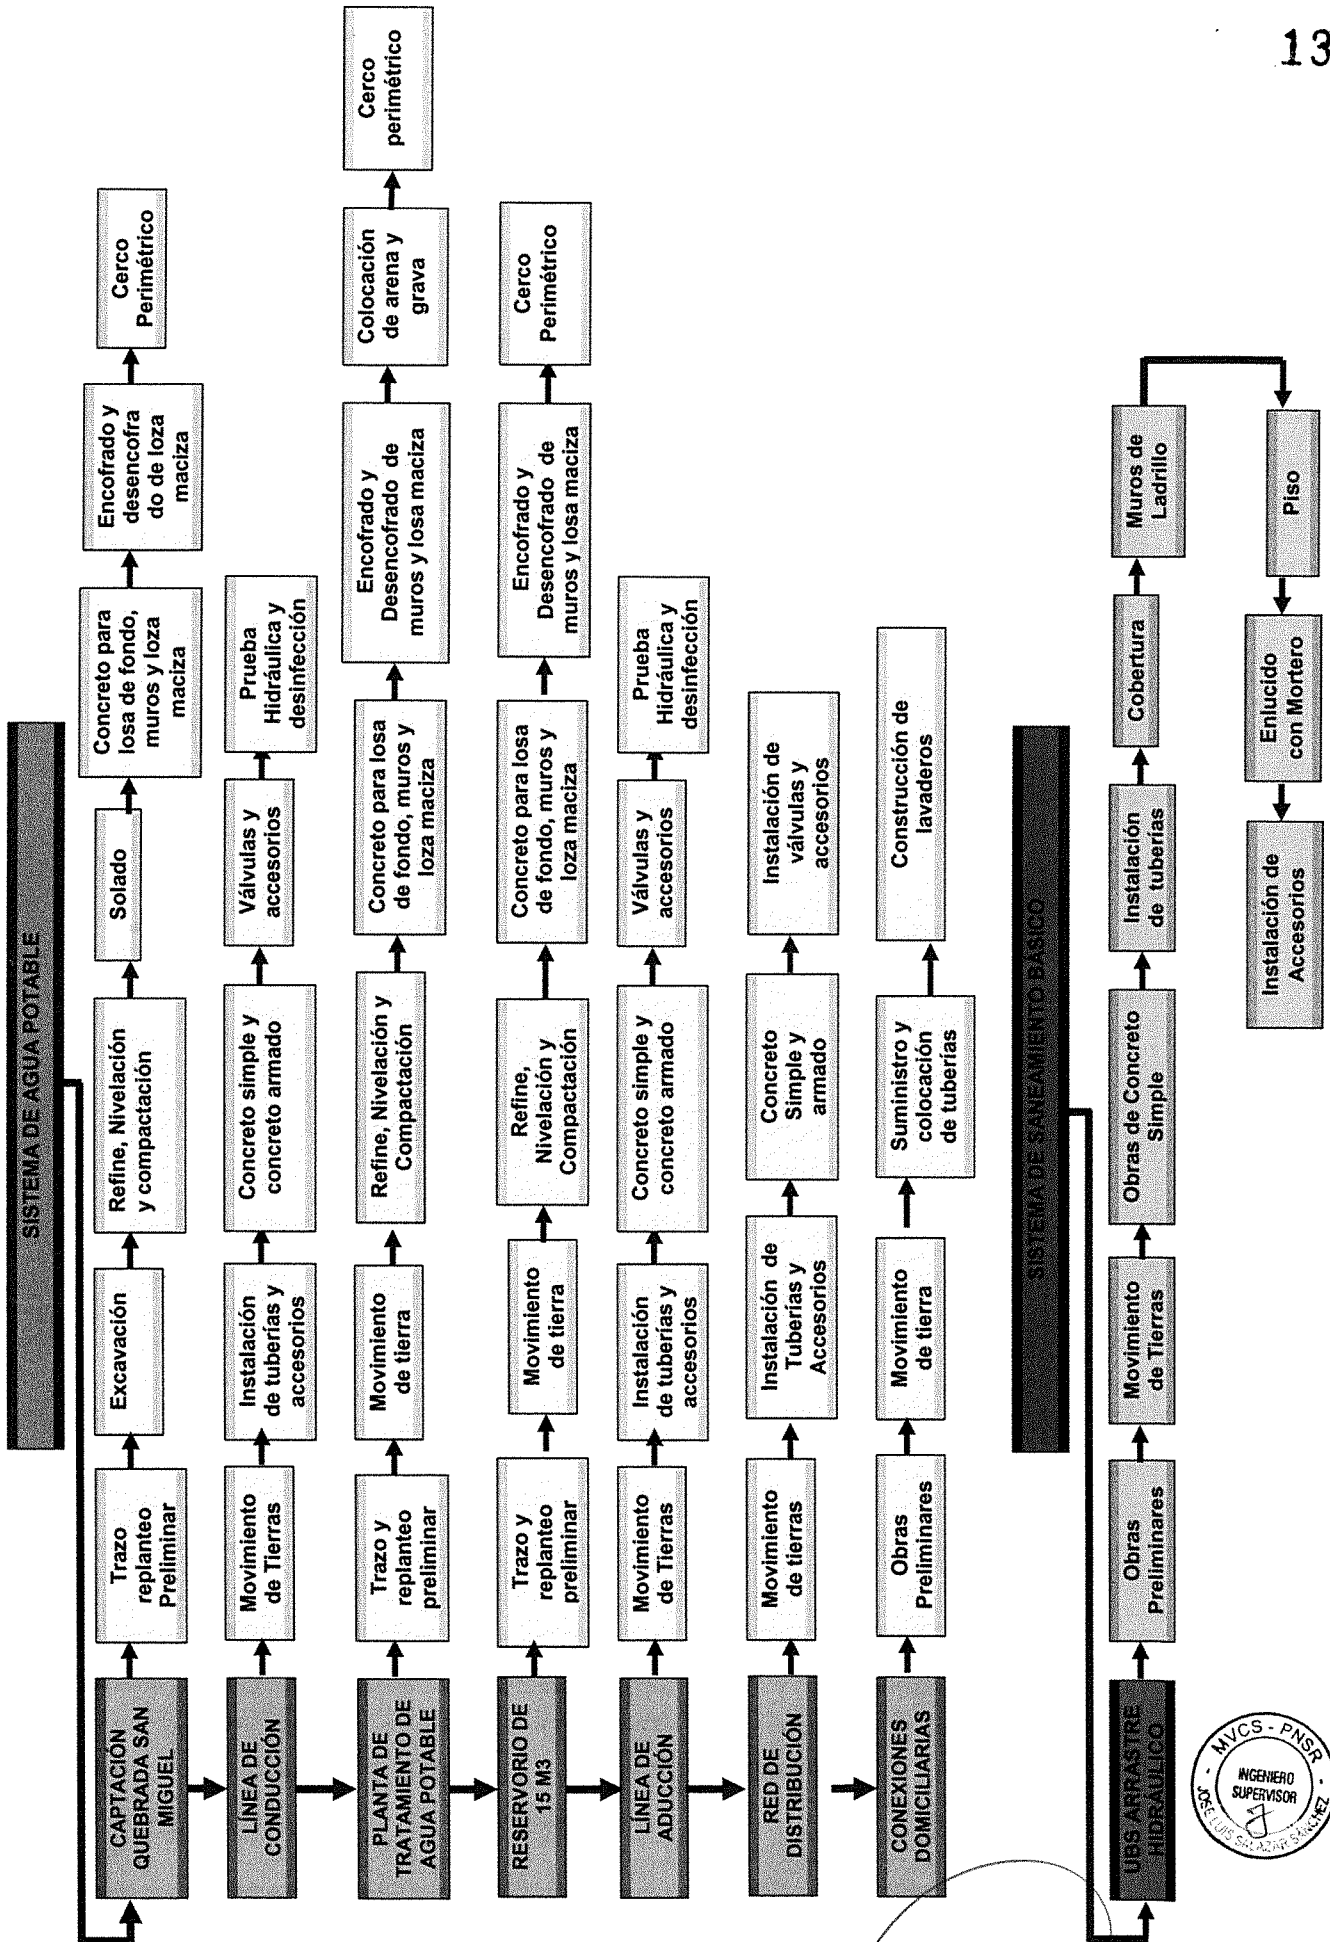 13
SISTEMA DE AGUA POTABLE
CAPTACIÓN
QUEBRADA SAN
MIGUEL
Trazo
replanteo
Preliminar
Excavación
Refine, Nivelación
y compactación
Solado
Concreto para
losa de fondo,
muros y loza
maciza
Encofrado y
desencofra
do de loza
maciza
Cerco
Perimétrico
LÍNEA DE
CONDUCCIÓN
Movimiento
de Tierras
Instalación
de tuberías y
accesorios
Concreto simple y
concreto armado
Válvulas y
accesorios
Prueba
Hidráulica y
desinfección
PLANTA DE
TRATAMIENTO DE
AGUA POTABLE
Trazo y
replanteo
preliminar
Movimiento
de tierra
Refine, Nivelación y
Compactación
Concreto para losa
de fondo, muros y
loza maciza
Encofrado y
Desencofrado de
muros y losa maciza
Colocación
de arena y
grava
Cerco
perimétrico
RESERVORIO DE
15 M3
Trazo y
replanteo
preliminar
Movimiento
de tierra
Refine,
Nivelación y
Compactación
Concreto para losa
de fondo, muros y
loza maciza
Encofrado y
Desencofrado de
muros y losa maciza
Cerco
Perimétrico
LÍNEA DE
ADUCCIÓN
Movimiento
de Tierras
Instalación
de tuberías y
accesorios
Concreto simple y
concreto armado
Válvulas y
accesorios
Prueba
Hidráulica y
desinfección
RED DE
DISTRIBUCIÓN
Movimiento
de tierras
Instalación de
Tuberías y
Accesorios
Concreto
Simple y
armado
Instalación de
válvulas y
accesorios
CONEXIONES
DOMICILIARIAS
Obras
Preliminares
Movimiento
de tierra
Suministro y
colocación
de tuberías
Construcción de
lavaderos
SISTEMA DE SANEAMIENTO BÁSICO
UBS ARRASTRE
HIDRÁULICO
Obras
Preliminares
Movimiento
de Tierras
Obras de Concreto
Simple
Instalación
de tuberías
Cobertura
Muros de
Ladrillo
Piso
Enlucido
con Mortero
Instalación de
Accesorios
MVCS - PNSR
INGENIERO
SUPERVISOR
JOSE LUIS SALAZAR SANCHEZ